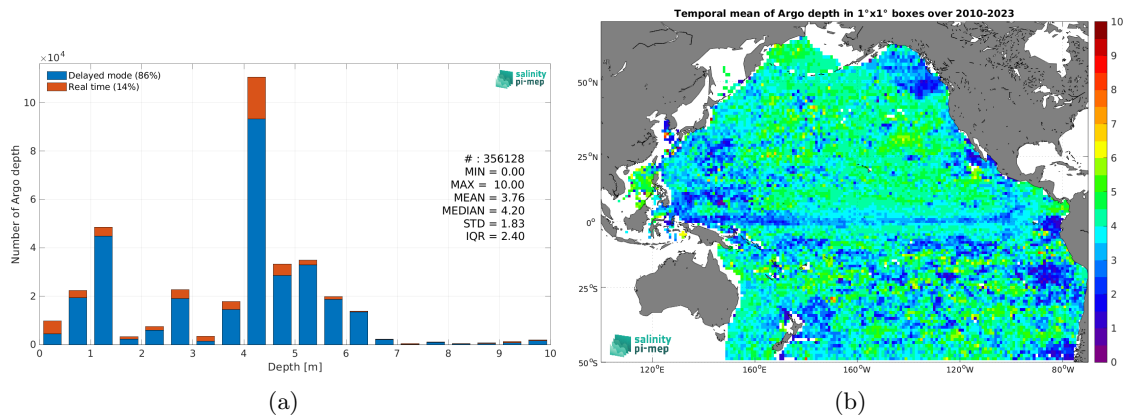 ×10⁴
Delayed mode (86%)
Real time (14%)
salinity
pi-mep
10
8
6
4
2
0
Number of Argo depth
# : 356128
MIN = 0.00
MAX = 10.00
MEAN = 3.76
MEDIAN = 4.20
STD = 1.83
IQR = 2.40
0 1 2 3 4 5 6 7 8 9 10
Depth [m]
(a)
Temporal mean of Argo depth in 1°x1° boxes over 2010-2023
50°N
25°N
0°
25°S
50°S
120°E 160°E 160°W 120°W 80°W
10
9
8
7
6
5
4
3
2
1
0
salinity
pi-mep
(b)